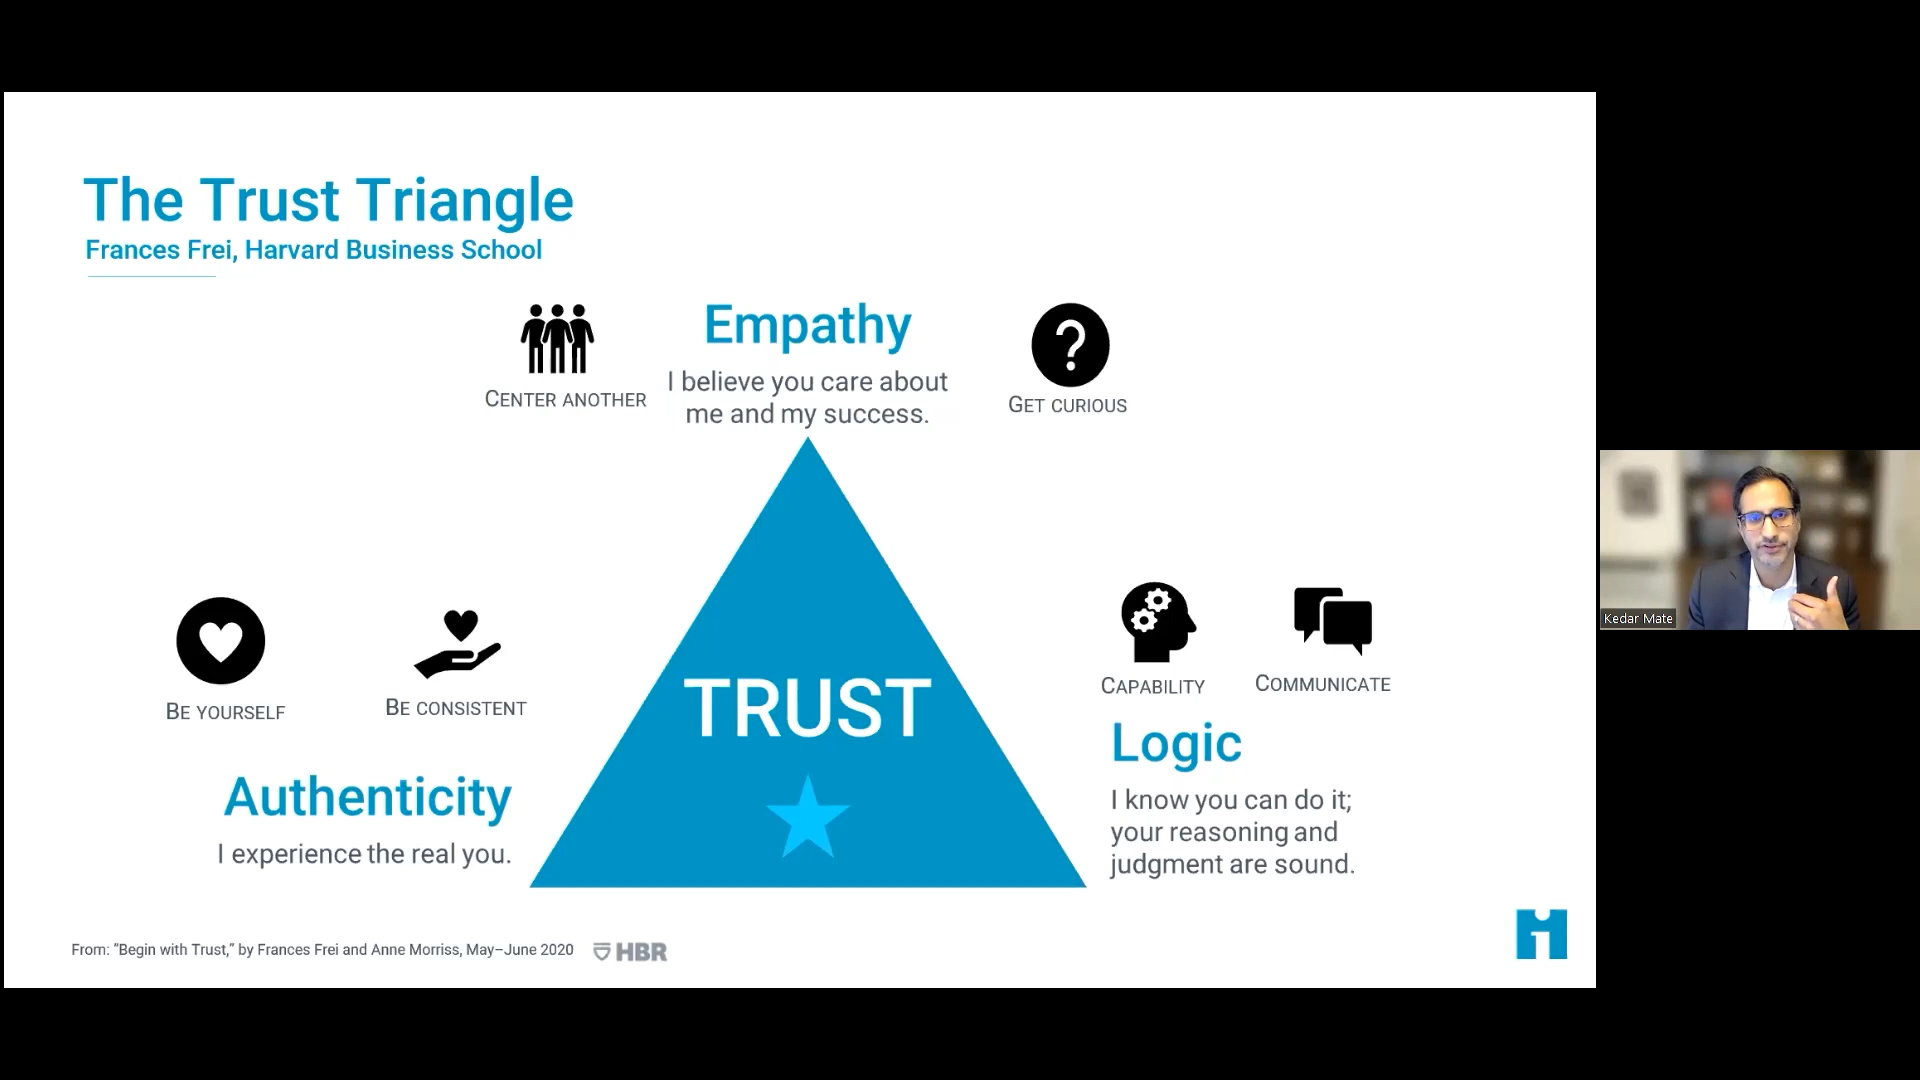 The Trust Triangle
Frances Frei, Harvard Business School
CENTER ANOTHER
Empathy
I believe you care about
me and my success.
GET CURIOUS
BE YOURSELF
BE CONSISTENT
Authenticity
I experience the real you.
TRUST
CAPABILITY
COMMUNICATE
Logic
I know you can do it;
your reasoning and
judgment are sound.
From: “Begin with Trust,” by Frances Frei and Anne Morriss, May–June 2020
HBR
Kedar Mate